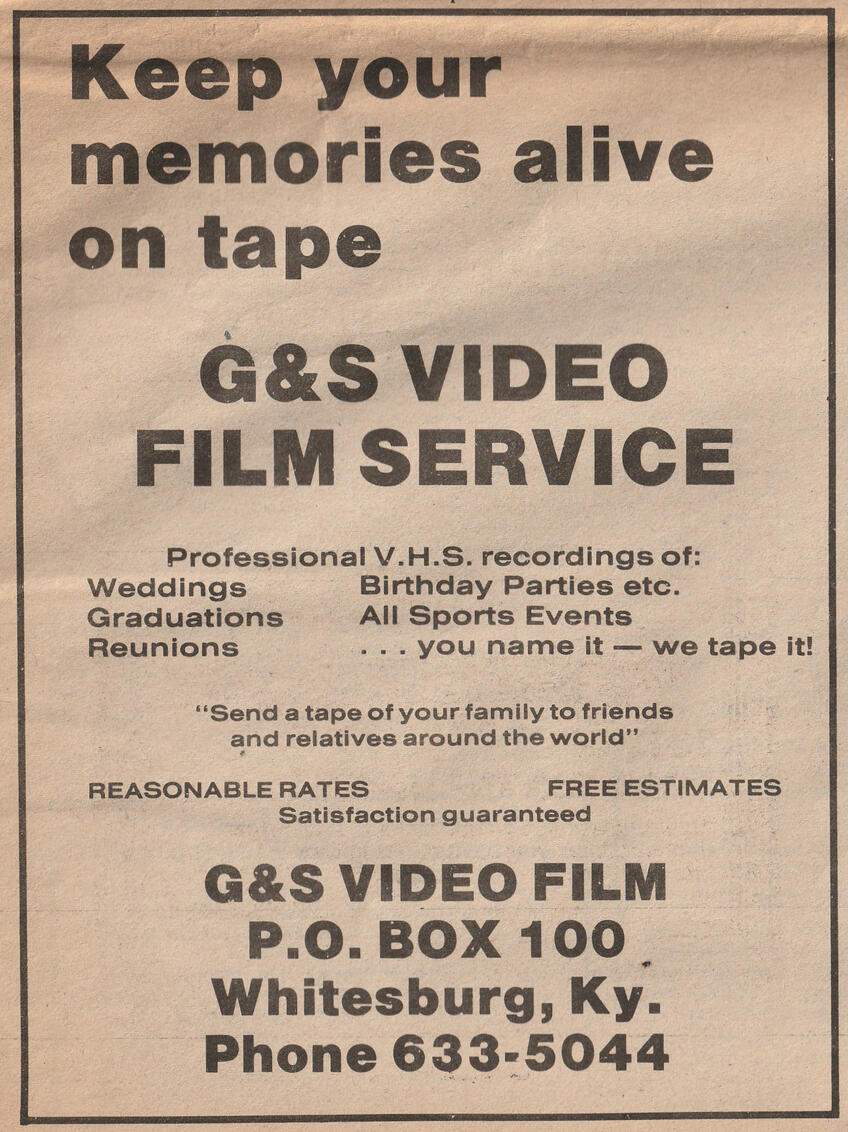 Keep your
memories alive
on tape
G&S VIDEO
FILM SERVICE
Professional V.H.S. recordings of:
Weddings Birthday Parties etc.
Graduations All Sports Events
Reunions . . . you name it — we tape it!
“Send a tape of your family to friends
and relatives around the world”
REASONABLE RATES FREE ESTIMATES
Satisfaction guaranteed
G&S VIDEO FILM
P.O. BOX 100
Whitesburg, Ky.
Phone 633-5044